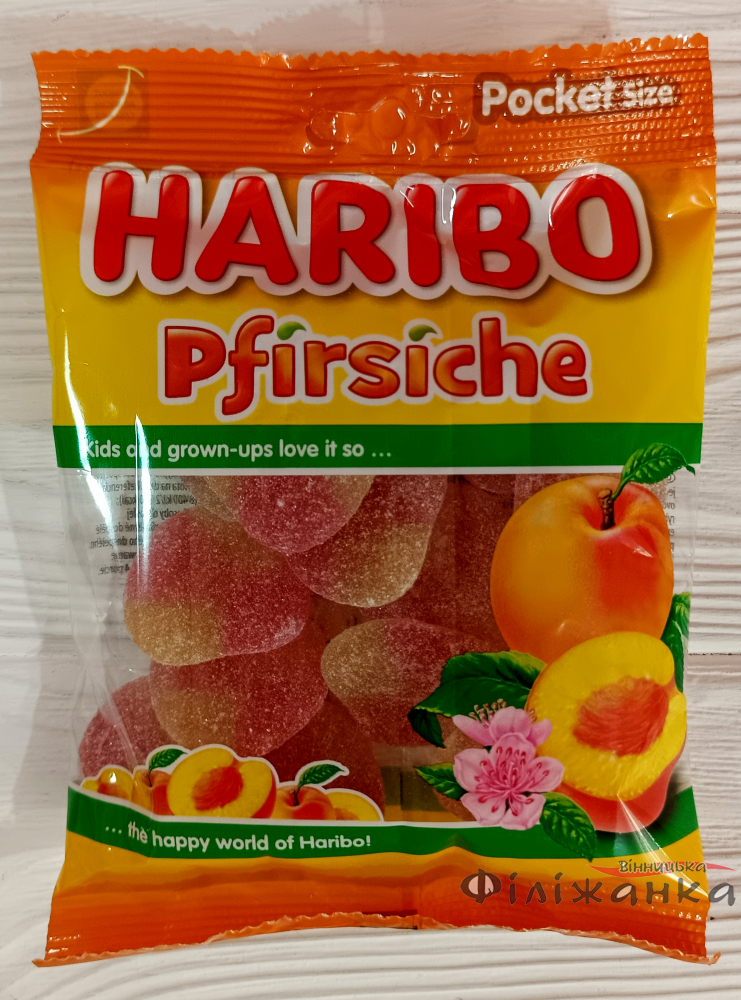 Pocket Size
HARIBO
Pfirsiche
Kids and grown-ups love it so ...
... the happy world of Haribo!
Вінницька
Філіжанка